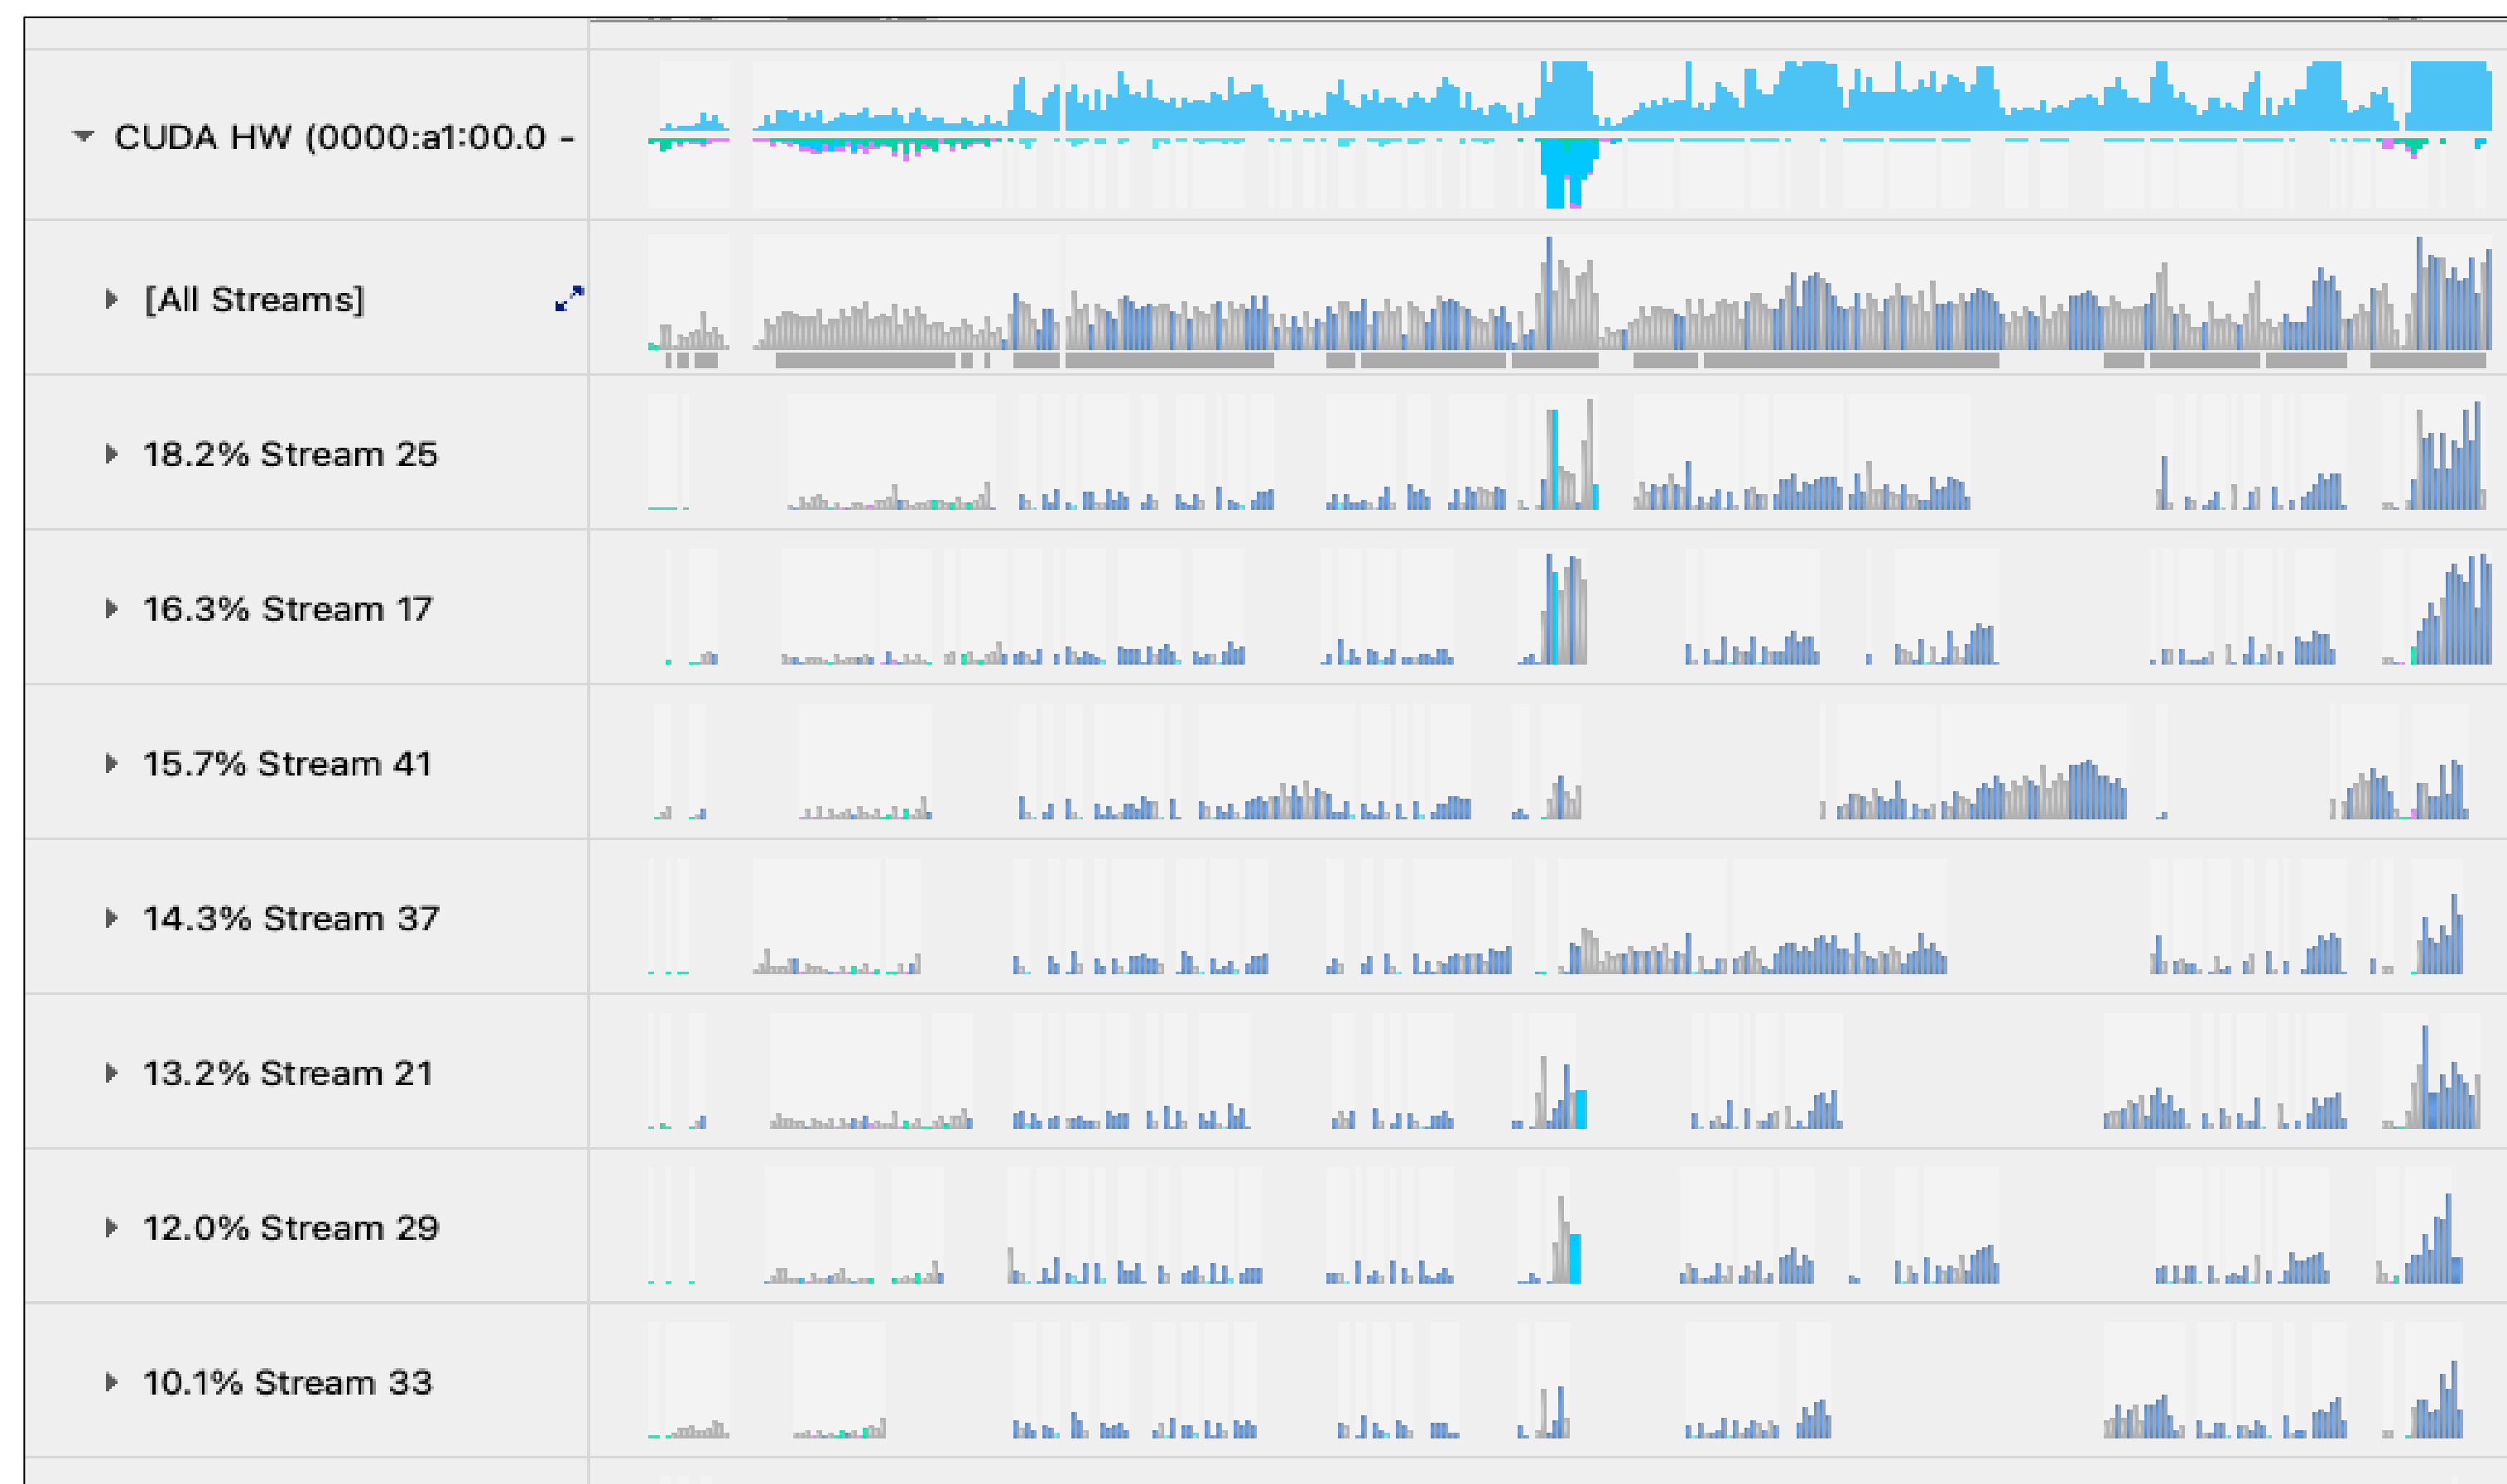 CUDA HW (0000:a1:00.0 -
[All Streams]
18.2% Stream 25
16.3% Stream 17
15.7% Stream 41
14.3% Stream 37
13.2% Stream 21
12.0% Stream 29
10.1% Stream 33